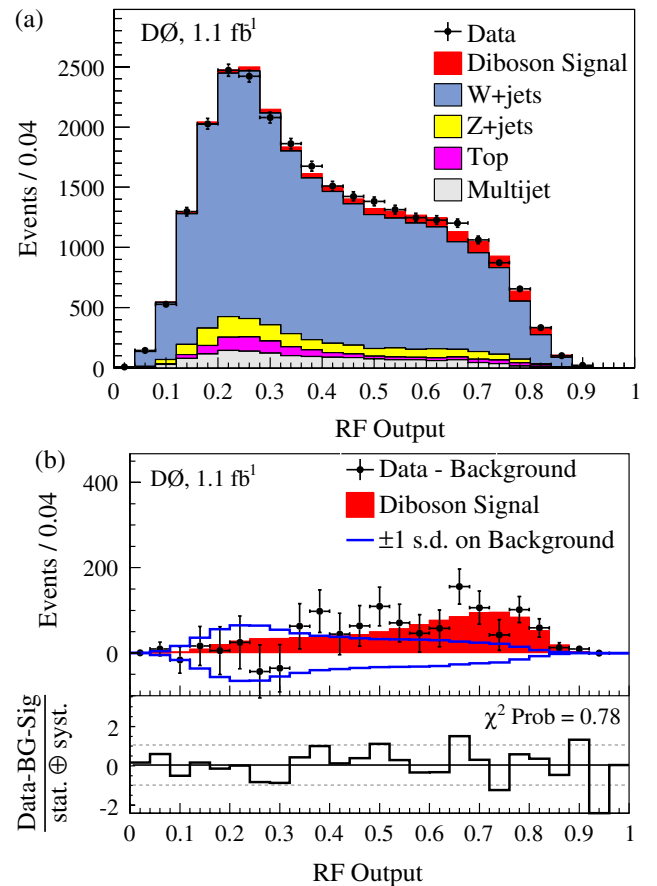 (a)
DØ, 1.1 fb⁻¹
Data
Diboson Signal
W+jets
Z+jets
Top
Multijet
Events / 0.04
2500
2000
1500
1000
500
0
0 0.1 0.2 0.3 0.4 0.5 0.6 0.7 0.8 0.9 1
RF Output
(b)
DØ, 1.1 fb⁻¹
Data - Background
Diboson Signal
±1 s.d. on Background
Events / 0.04
400
200
0
χ² Prob = 0.78
Data-BG-Sig
stat. ⊕ syst.
2
0
-2
0 0.1 0.2 0.3 0.4 0.5 0.6 0.7 0.8 0.9 1
RF Output